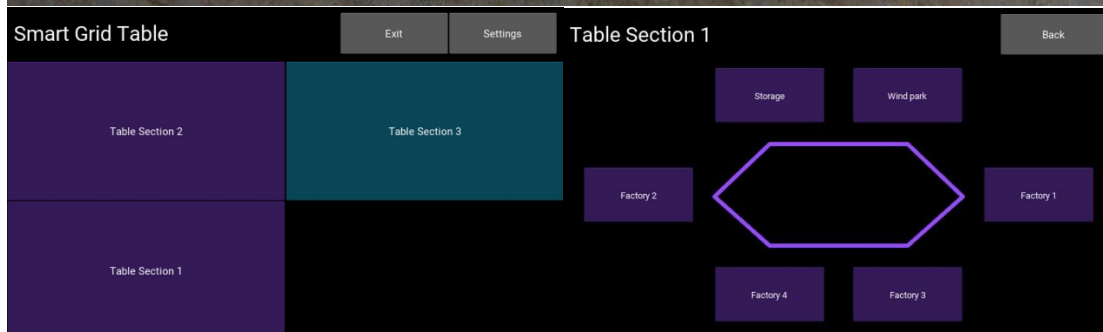 Smart Grid Table
Exit
Settings
Table Section 2
Table Section 3
Table Section 1
Table Section 1
Back
Storage
Wind park
Factory 2
Factory 1
Factory 4
Factory 3